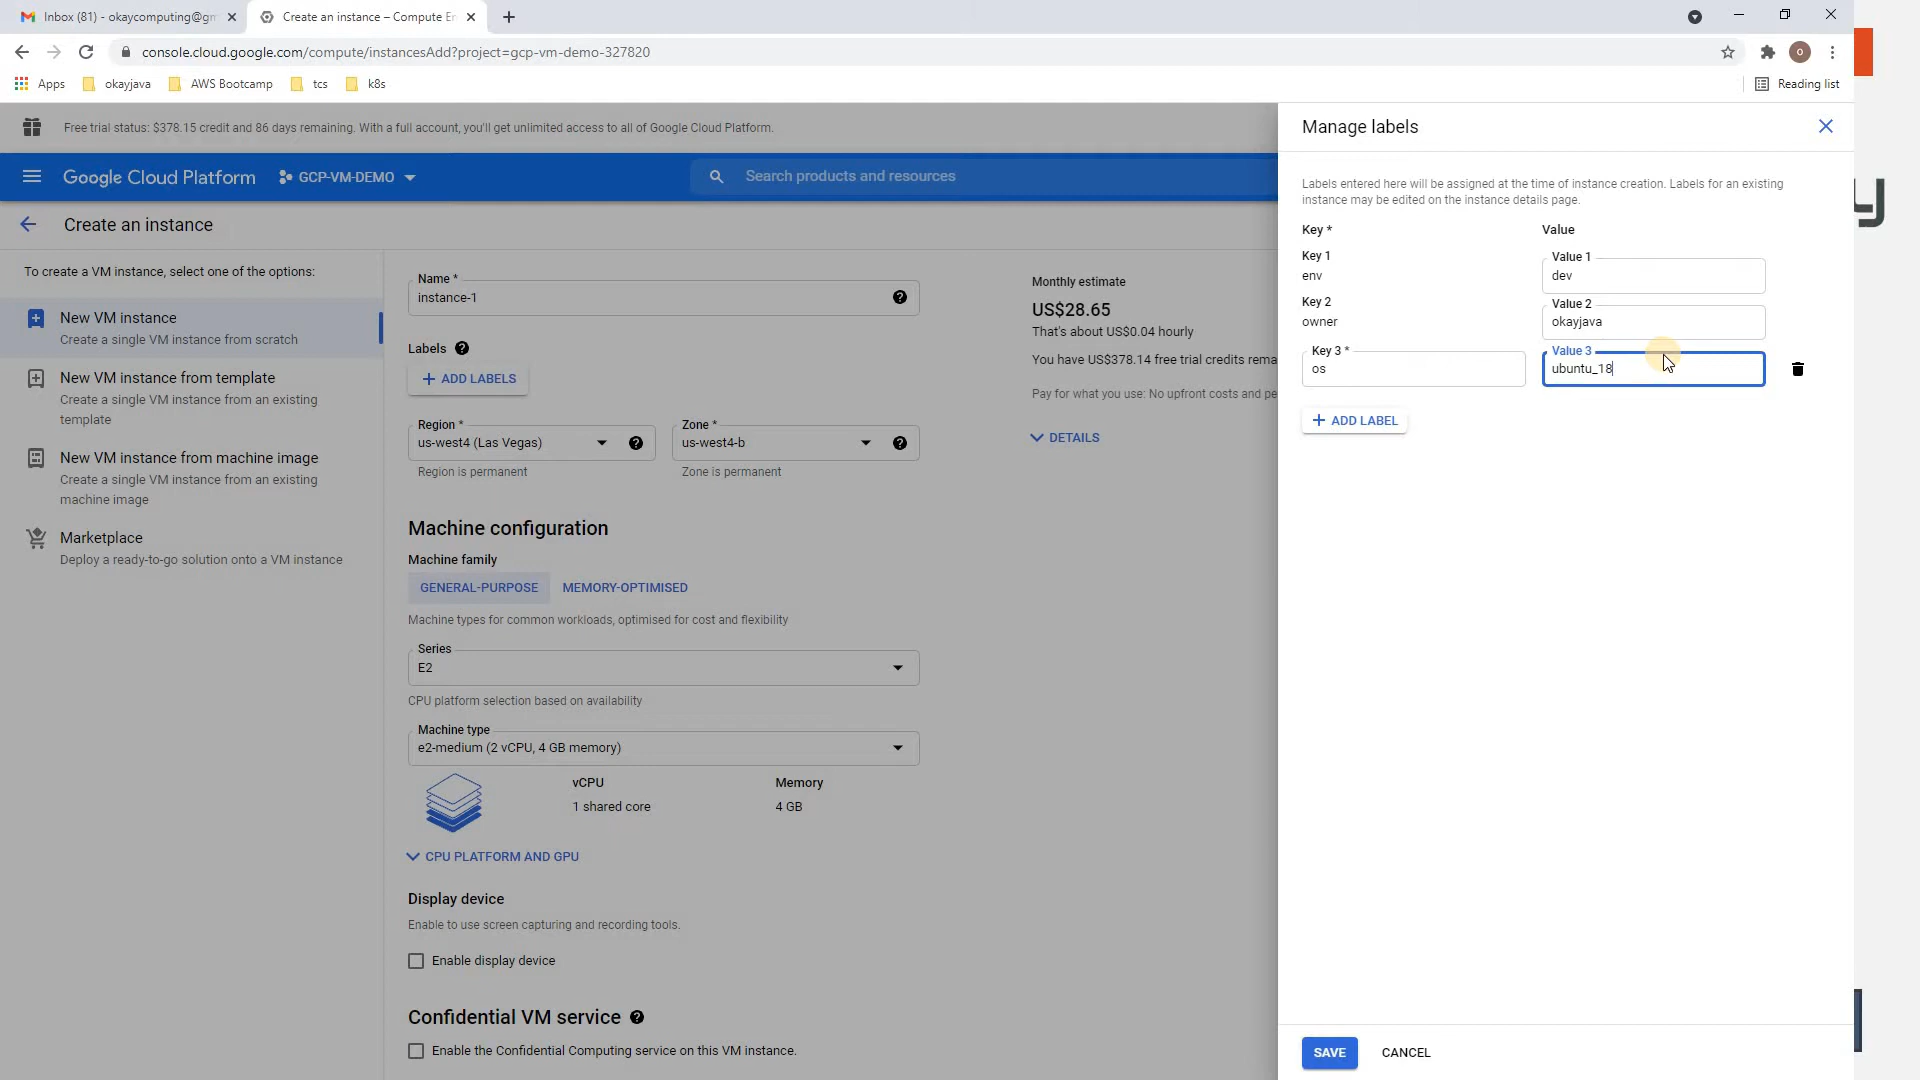 Inbox (81) - okaycomputing@gm
Create an instance – Compute En
console.cloud.google.com/compute/instancesAdd?project=gcp-vm-demo-327820
O
Apps
okayjava
AWS Bootcamp
tcs
k8s
Reading list
Free trial status: $378.15 credit and 86 days remaining. With a full account, you'll get unlimited access to all of Google Cloud Platform.
Google Cloud Platform
GCP-VM-DEMO
Search products and resources
Create an instance
To create a VM instance, select one of the options:
New VM instance
Create a single VM instance from scratch
New VM instance from template
Create a single VM instance from an existing
template
New VM instance from machine image
Create a single VM instance from an existing
machine image
Marketplace
Deploy a ready-to-go solution onto a VM instance
Name *
instance-1
Labels
ADD LABELS
Region *
us-west4 (Las Vegas)
Region is permanent
Zone *
us-west4-b
Zone is permanent
Machine configuration
Machine family
GENERAL-PURPOSE
MEMORY-OPTIMISED
Machine types for common workloads, optimised for cost and flexibility
Series
E2
CPU platform selection based on availability
Machine type
e2-medium (2 vCPU, 4 GB memory)
vCPU
1 shared core
Memory
4 GB
CPU PLATFORM AND GPU
Display device
Enable to use screen capturing and recording tools.
Enable display device
Confidential VM service
Enable the Confidential Computing service on this VM instance.
Monthly estimate
US$28.65
That's about US$0.04 hourly
You have US$378.14 free trial credits rema
Pay for what you use: No upfront costs and pe
DETAILS
Manage labels
Labels entered here will be assigned at the time of instance creation. Labels for an existing
instance may be edited on the instance details page.
Key *
Value
Key 1
env
Value 1
dev
Key 2
owner
Value 2
okayjava
Key 3 *
os
Value 3
ubuntu_18
ADD LABEL
SAVE
CANCEL
y